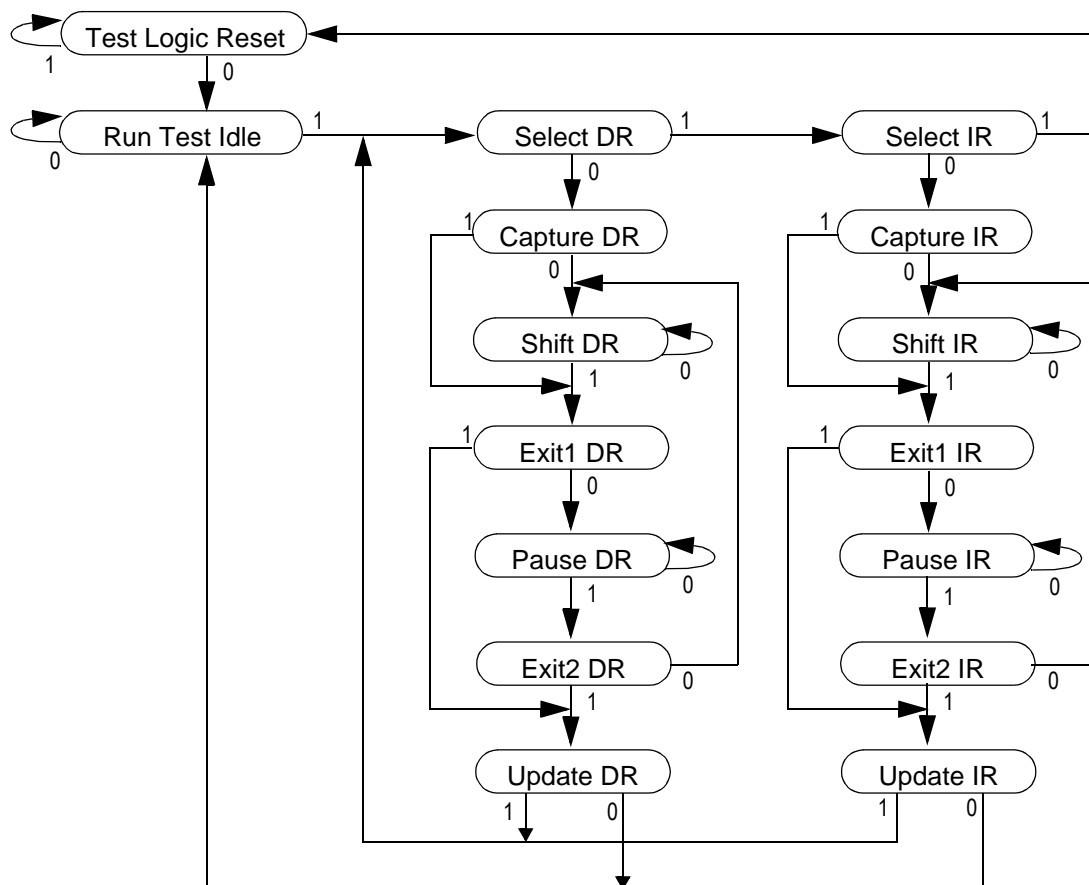 Test Logic Reset
1
0
Run Test Idle
1
0
Select DR
1
0
Select IR
1
0
Capture DR
1
0
Capture IR
1
0
Shift DR
0
1
Shift IR
0
1
Exit1 DR
1
0
Exit1 IR
1
0
Pause DR
0
1
Pause IR
0
1
Exit2 DR
0
1
Exit2 IR
0
1
Update DR
1
0
Update IR
1
0